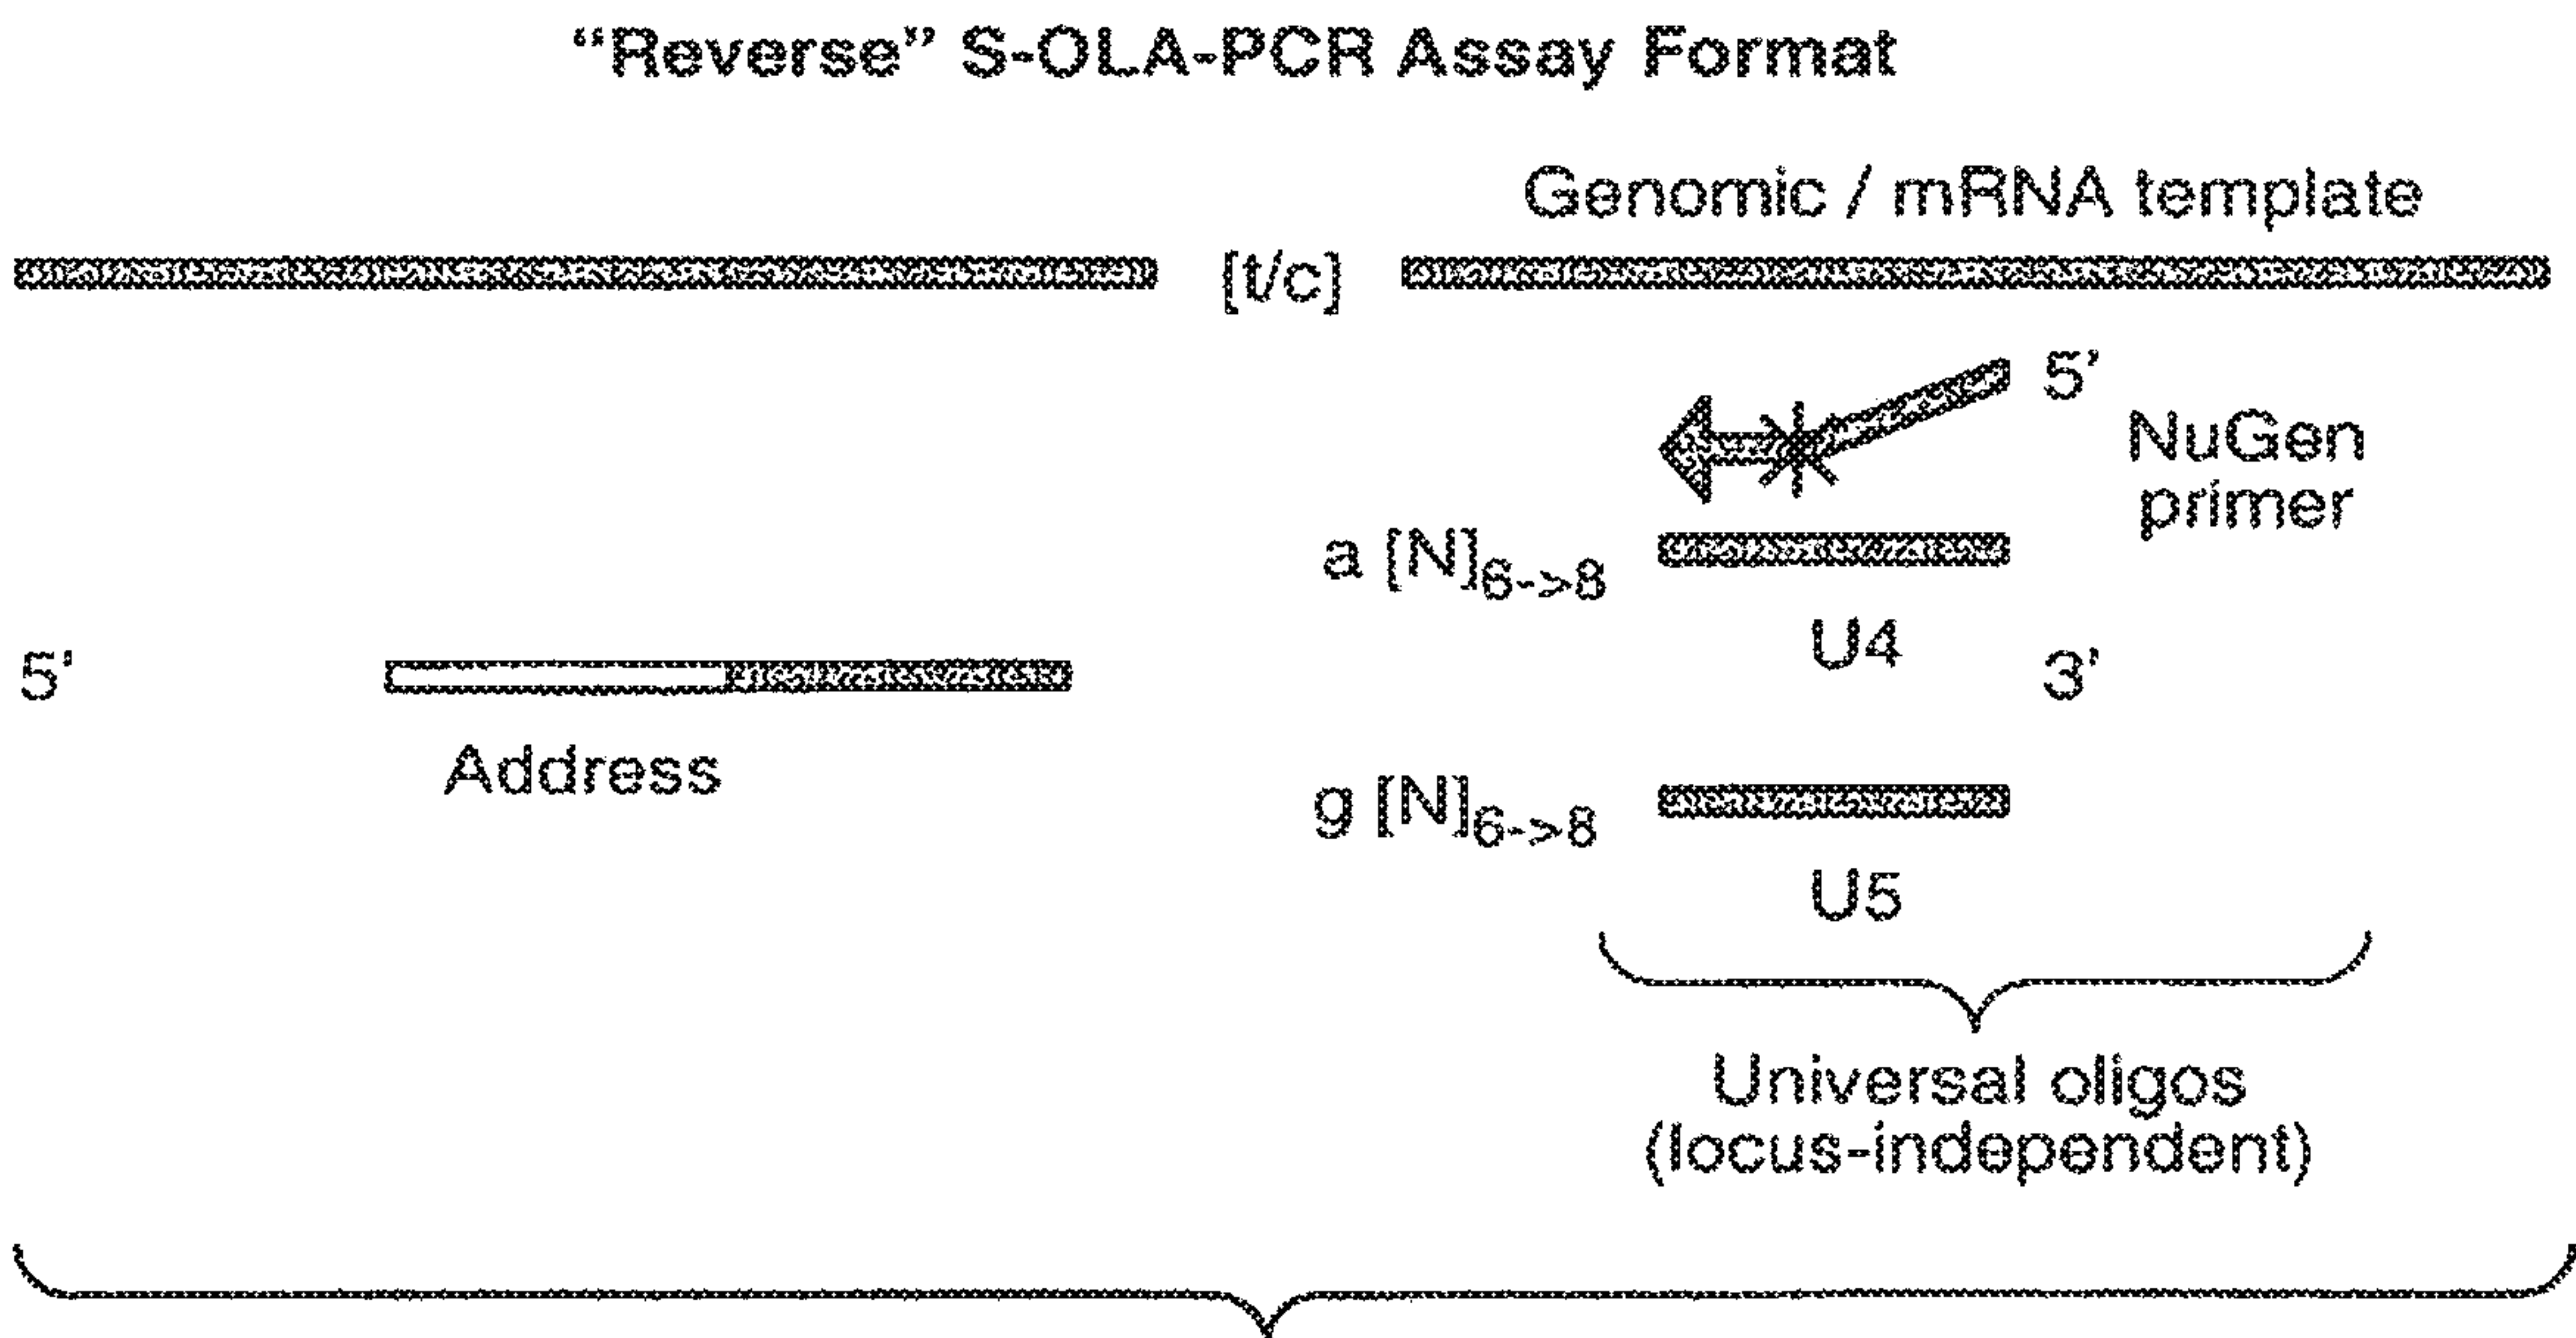 “Reverse” S-OLA-PCR Assay Format
Genomic / mRNA template
[t/c]
5’
NuGen
primer
a [N]6->8
U4
5’
3’
Address
g [N]6->8
U5
Universal oligos
(locus-independent)